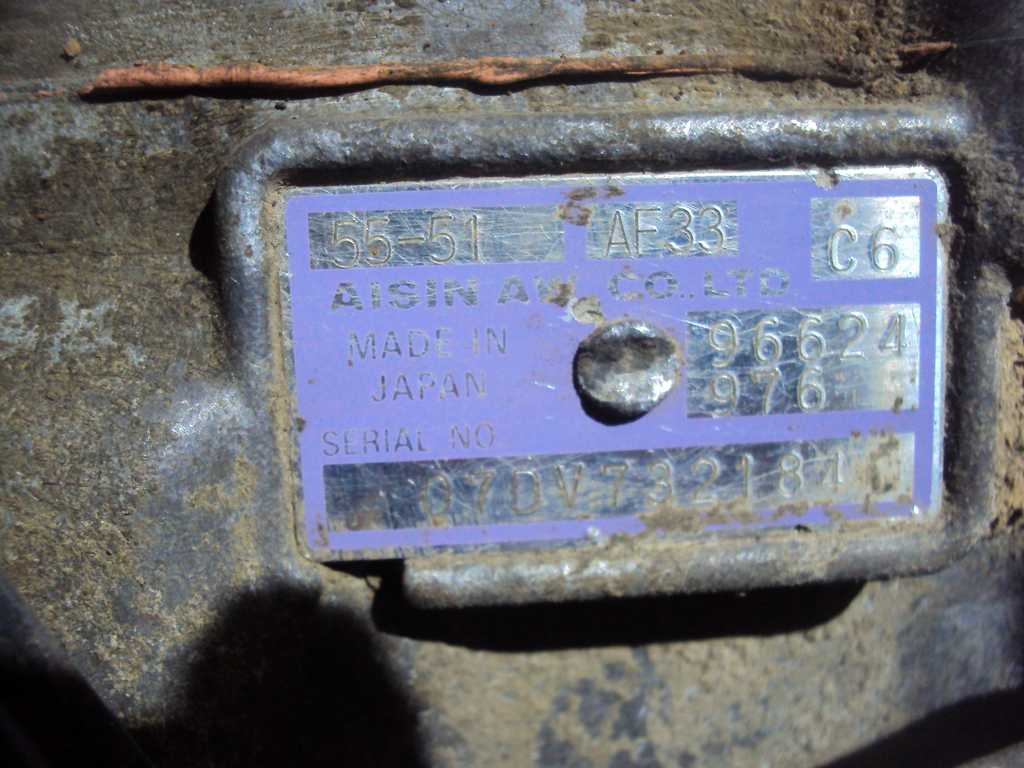 55-51 AF33 C6
AISIN AW CO.,LTD
MADE IN 96624
JAPAN 976
SERIAL NO
07DV732184